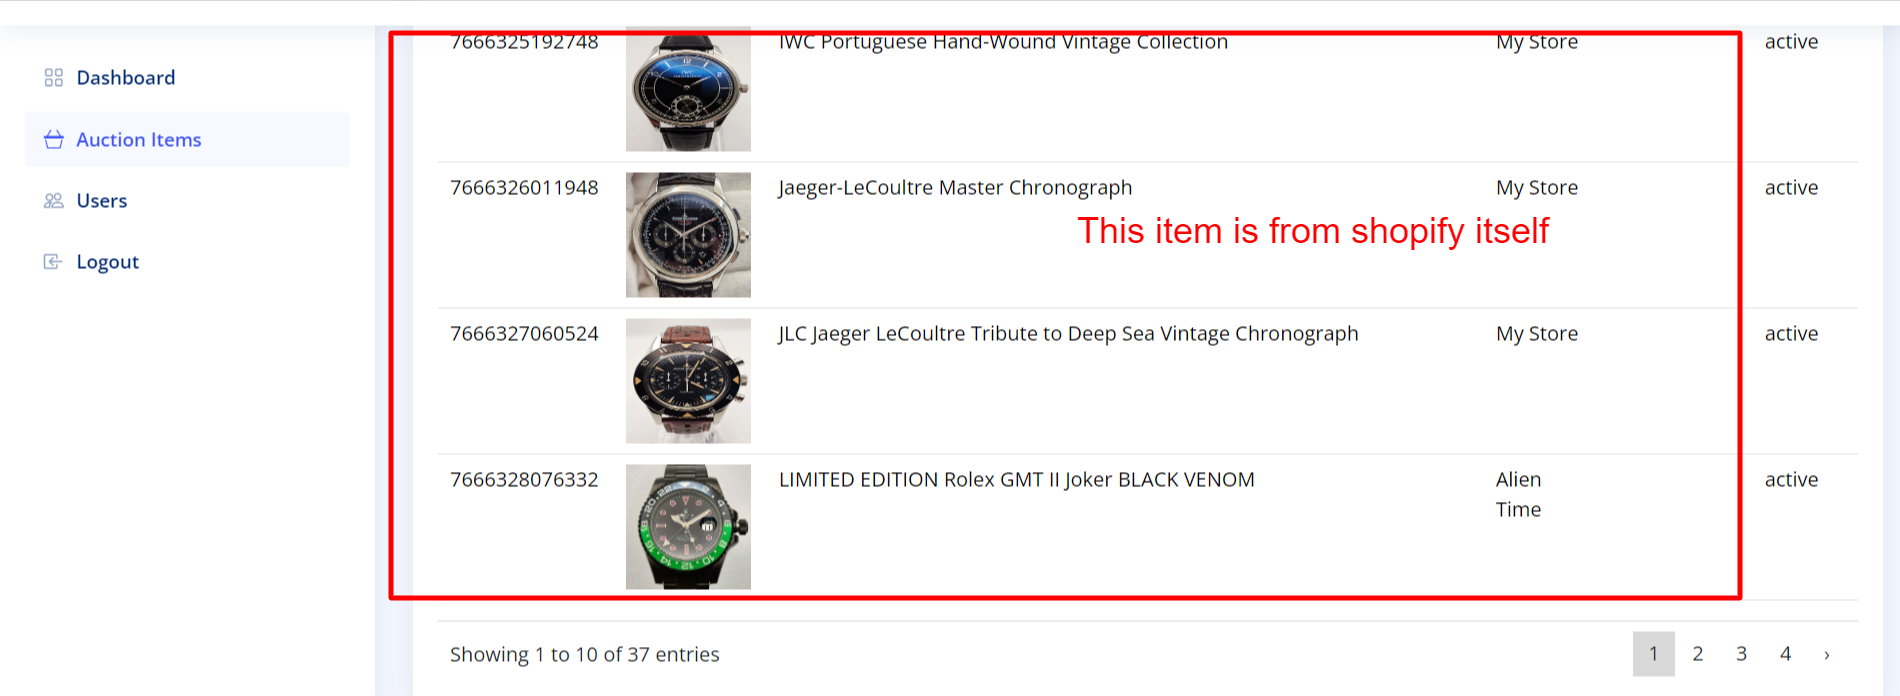 Dashboard
Auction Items
Users
Logout
7666325192748 IWC Portuguese Hand-Wound Vintage Collection My Store active
7666326011948 Jaeger-LeCoultre Master Chronograph My Store active
This item is from shopify itself
7666327060524 JLC Jaeger LeCoultre Tribute to Deep Sea Vintage Chronograph My Store active
7666328076332 LIMITED EDITION Rolex GMT II Joker BLACK VENOM Alien active
Time
Showing 1 to 10 of 37 entries 1 2 3 4 ›